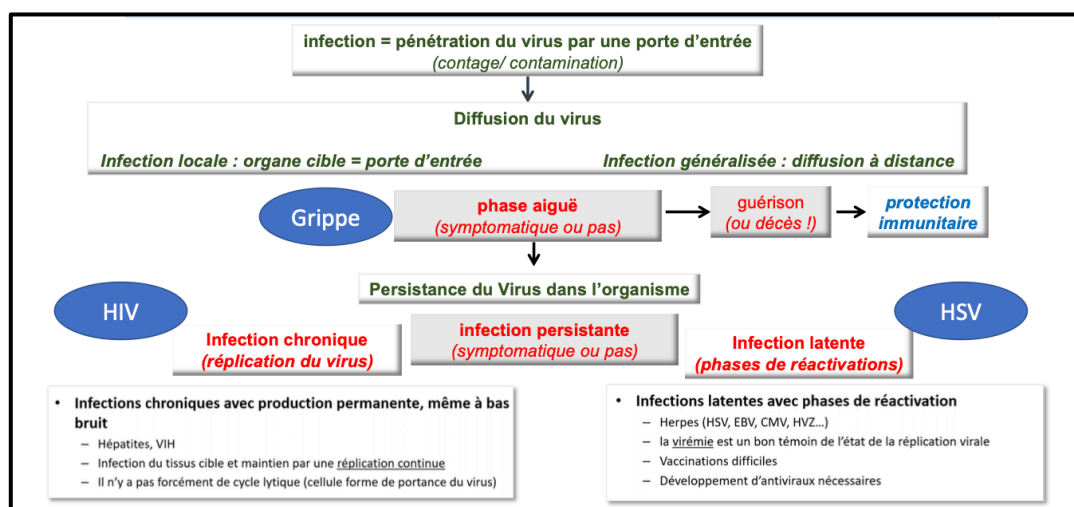 infection = pénétration du virus par une porte d'entrée
(contage/ contamination)
Diffusion du virus
Infection locale : organe cible = porte d'entrée
Infection généralisée : diffusion à distance
Grippe
phase aiguë
(symptomatique ou pas)
guérison
(ou décès !)
protection
immunitaire
Persistance du Virus dans l'organisme
HIV
HSV
Infection chronique
(réplication du virus)
infection persistante
(symptomatique ou pas)
Infection latente
(phases de réactivations)
• Infections chroniques avec production permanente, même à bas
bruit
– Hépatites, VIH
– Infection du tissus cible et maintien par une réplication continue
– Il n'y a pas forcément de cycle lytique (cellule forme de portance du virus)
• Infections latentes avec phases de réactivation
– Herpes (HSV, EBV, CMV, HVZ…)
– la virémie est un bon témoin de l'état de la réplication virale
– Vaccinations difficiles
– Développement d'antiviraux nécessaires